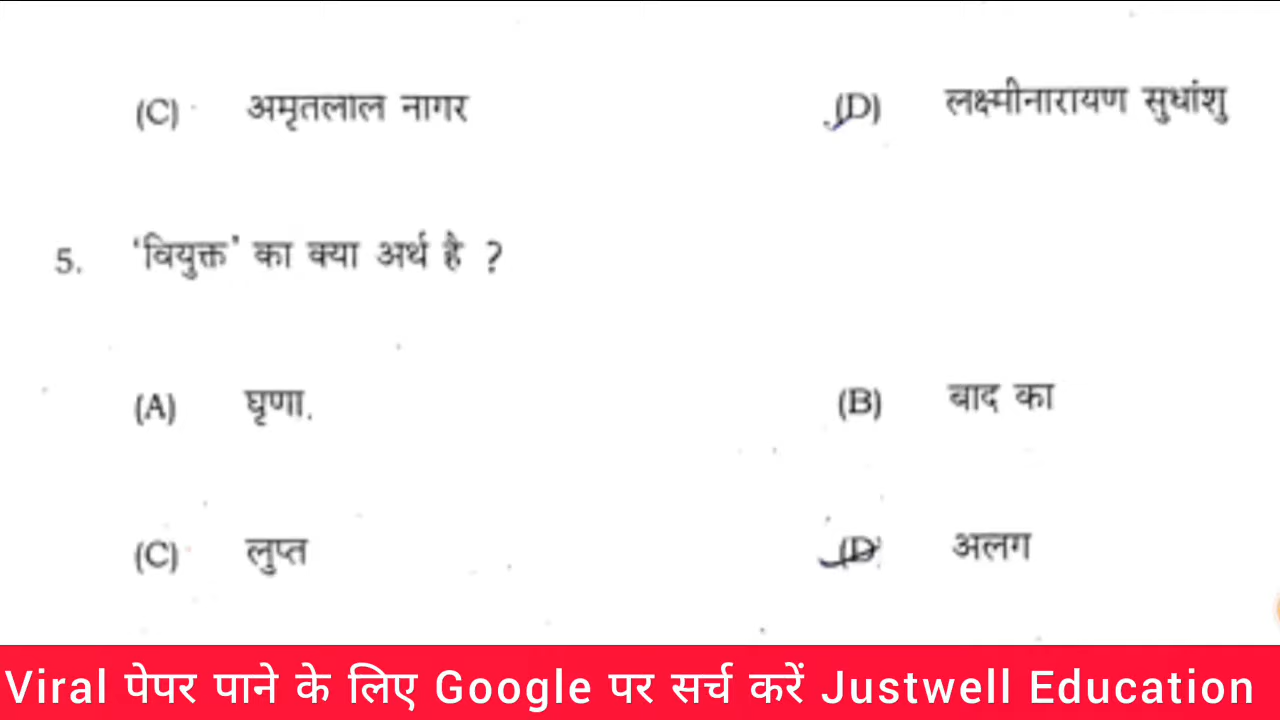 (C) अमृतलाल नागर (D) लक्ष्मीनारायण सुधांशु
5. 'वियुक्त' का क्या अर्थ है ?
(A) घृणा. (B) बाद का
(C) लुप्त (D) अलग
Viral पेपर पाने के लिए Google पर सर्च करें Justwell Education